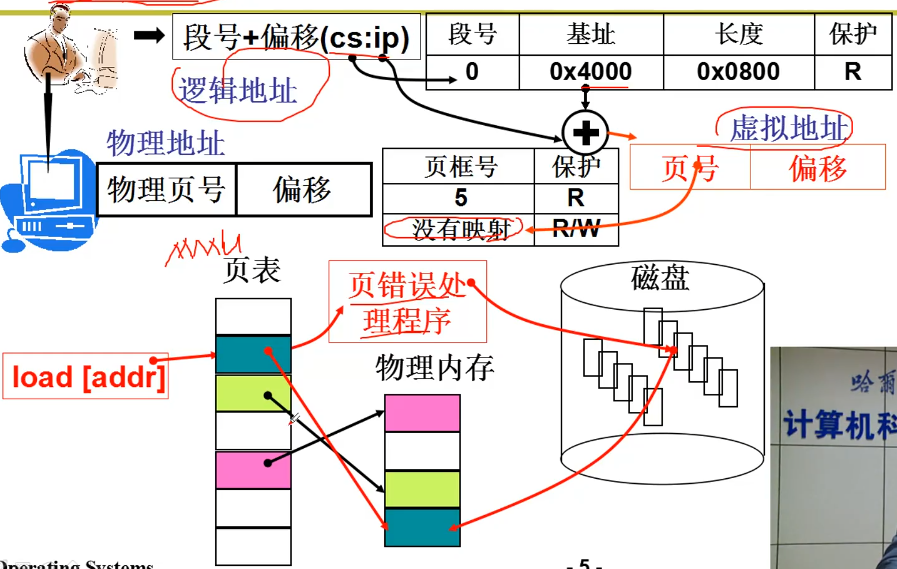 段号+偏移(cs:ip)
段号 基址 长度 保护
0 0x4000 0x0800 R
逻辑地址
虚拟地址
物理地址
页号 偏移
物理页号 偏移
页框号 保护
5 R
没有映射 R/W
页表
页错误处
理程序
磁盘
load [addr]
物理内存
哈尔
计算机科
Operating Systems
- 5 -